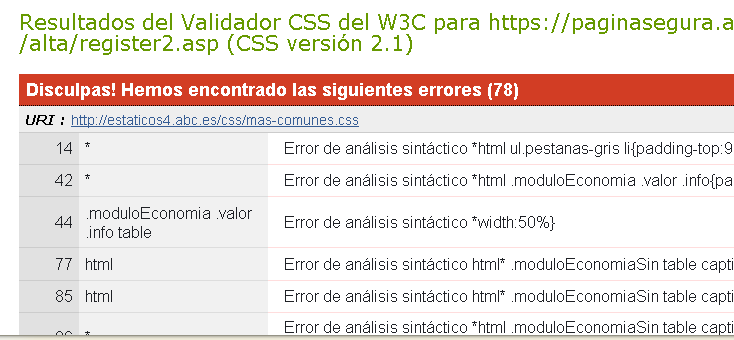 Resultados del Validador CSS del W3C para https://paginasegura.a
/alta/register2.asp (CSS versión 2.1)
Disculpas! Hemos encontrado las siguientes errores (78)
URI : http://estaticos4.abc.es/css/mas-comunes.css
14 * Error de análisis sintáctico *html ul.pestanas-gris li{padding-top:9
42 * Error de análisis sintáctico *html .moduloEconomia .valor .info{pa
44 .moduloEconomia .valor .info table Error de análisis sintáctico *width:50%}
77 html Error de análisis sintáctico html* .moduloEconomiaSin table capti
85 html Error de análisis sintáctico html* .moduloEconomiaSin table capti
* Error de análisis sintáctico *html .moduloEconomiaSin table capti